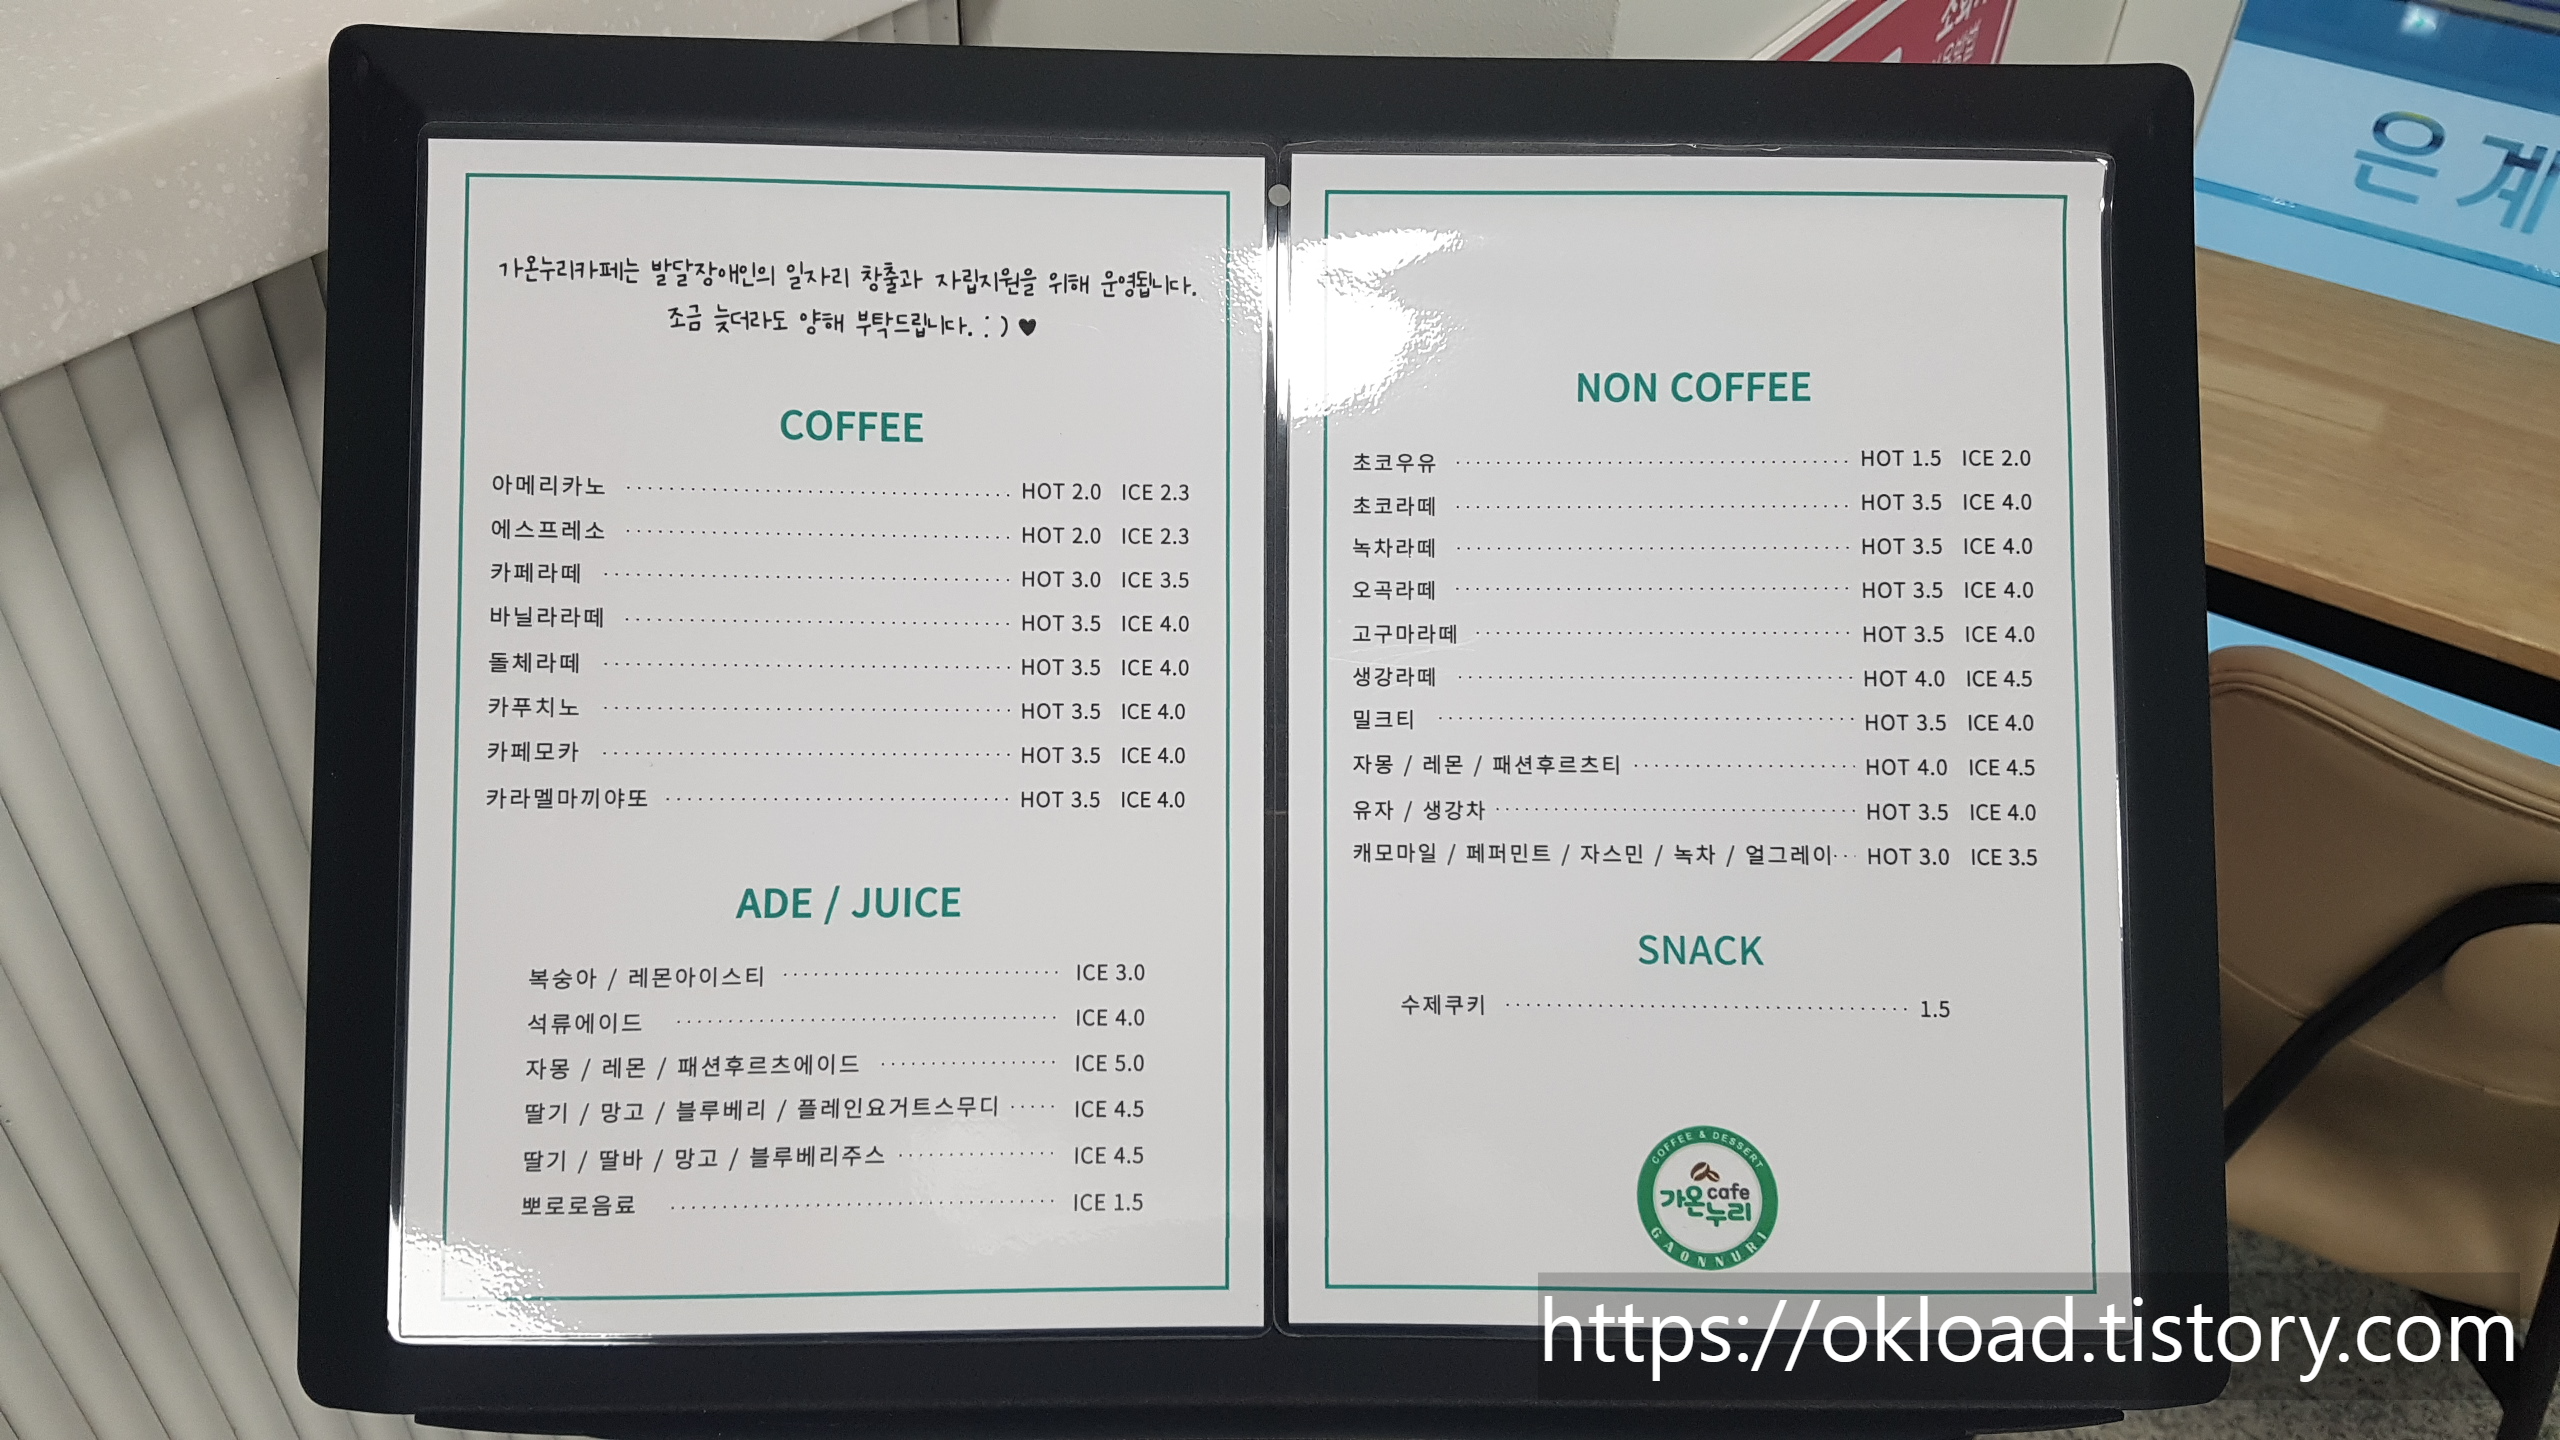 가온누리카페는 발달장애인의 일자리 창출과 자립지원을 위해 운영됩니다.
조금 늦더라도 양해 부탁드립니다. : ) ♥
COFFEE
아메리카노 HOT 2.0 ICE 2.3
에스프레소 HOT 2.0 ICE 2.3
카페라떼 HOT 3.0 ICE 3.5
바닐라라떼 HOT 3.5 ICE 4.0
돌체라떼 HOT 3.5 ICE 4.0
카푸치노 HOT 3.5 ICE 4.0
카페모카 HOT 3.5 ICE 4.0
카라멜마끼야또 HOT 3.5 ICE 4.0
ADE / JUICE
복숭아 / 레몬아이스티 ICE 3.0
석류에이드 ICE 4.0
자몽 / 레몬 / 패션후르츠에이드 ICE 5.0
딸기 / 망고 / 블루베리 / 플레인요거트스무디 ICE 4.5
딸기 / 딸바 / 망고 / 블루베리주스 ICE 4.5
뽀로로음료 ICE 1.5
NON COFFEE
초코우유 HOT 1.5 ICE 2.0
초코라떼 HOT 3.5 ICE 4.0
녹차라떼 HOT 3.5 ICE 4.0
오곡라떼 HOT 3.5 ICE 4.0
고구마라떼 HOT 3.5 ICE 4.0
생강라떼 HOT 4.0 ICE 4.5
밀크티 HOT 3.5 ICE 4.0
자몽 / 레몬 / 패션후르츠티 HOT 4.0 ICE 4.5
유자 / 생강차 HOT 3.5 ICE 4.0
캐모마일 / 페퍼민트 / 자스민 / 녹차 / 얼그레이 HOT 3.0 ICE 3.5
SNACK
수제쿠키 1.5
COFFEE & DESSERT
가온누리 cafe
GAONNURI
은계
https://okload.tistory.com